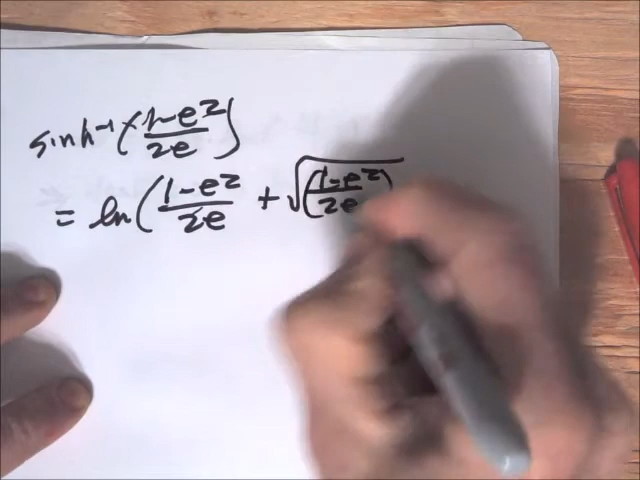 sinh⁻¹(1-e²/2e)
= ln(1-e²/2e + √(1-e²/2e)